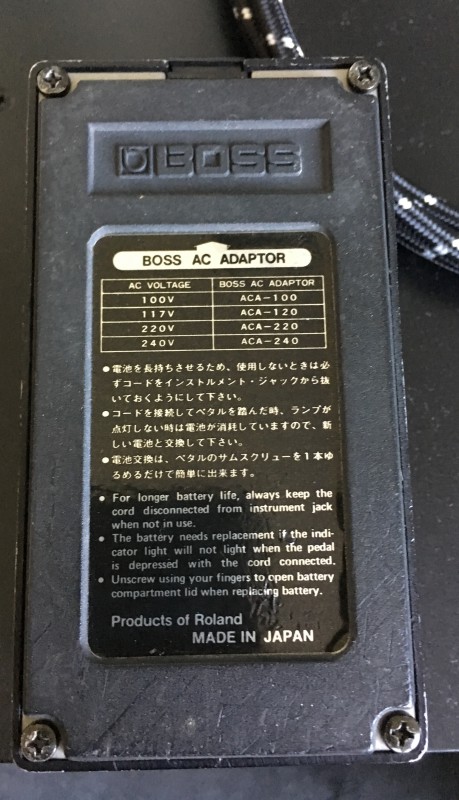 BOSS
BOSS AC ADAPTOR
AC VOLTAGE BOSS AC ADAPTOR
100V ACA-100
117V ACA-120
220V ACA-220
240V ACA-240
●電池を長持ちさせるため、使用しないときは必
ずコードをインストルメント・ジャックから抜
いておくようにして下さい。
●コードを接続してペダルを踏んだ時、ランプが
点灯しない時は電池が消耗していますので、新
しい電池と交換して下さい。
●電池交換は、ペダルのサムスクリューを1本ゆ
るめるだけで簡単に出来ます。
● For longer battery life, always keep the
cord disconnected from instrument jack
when not in use.
● The battery needs replacement if the indi-
cator light will not light when the pedal
is depressed with the cord connected.
● Unscrew using your fingers to open battery
compartment lid when replacing battery.
Products of Roland
MADE IN JAPAN